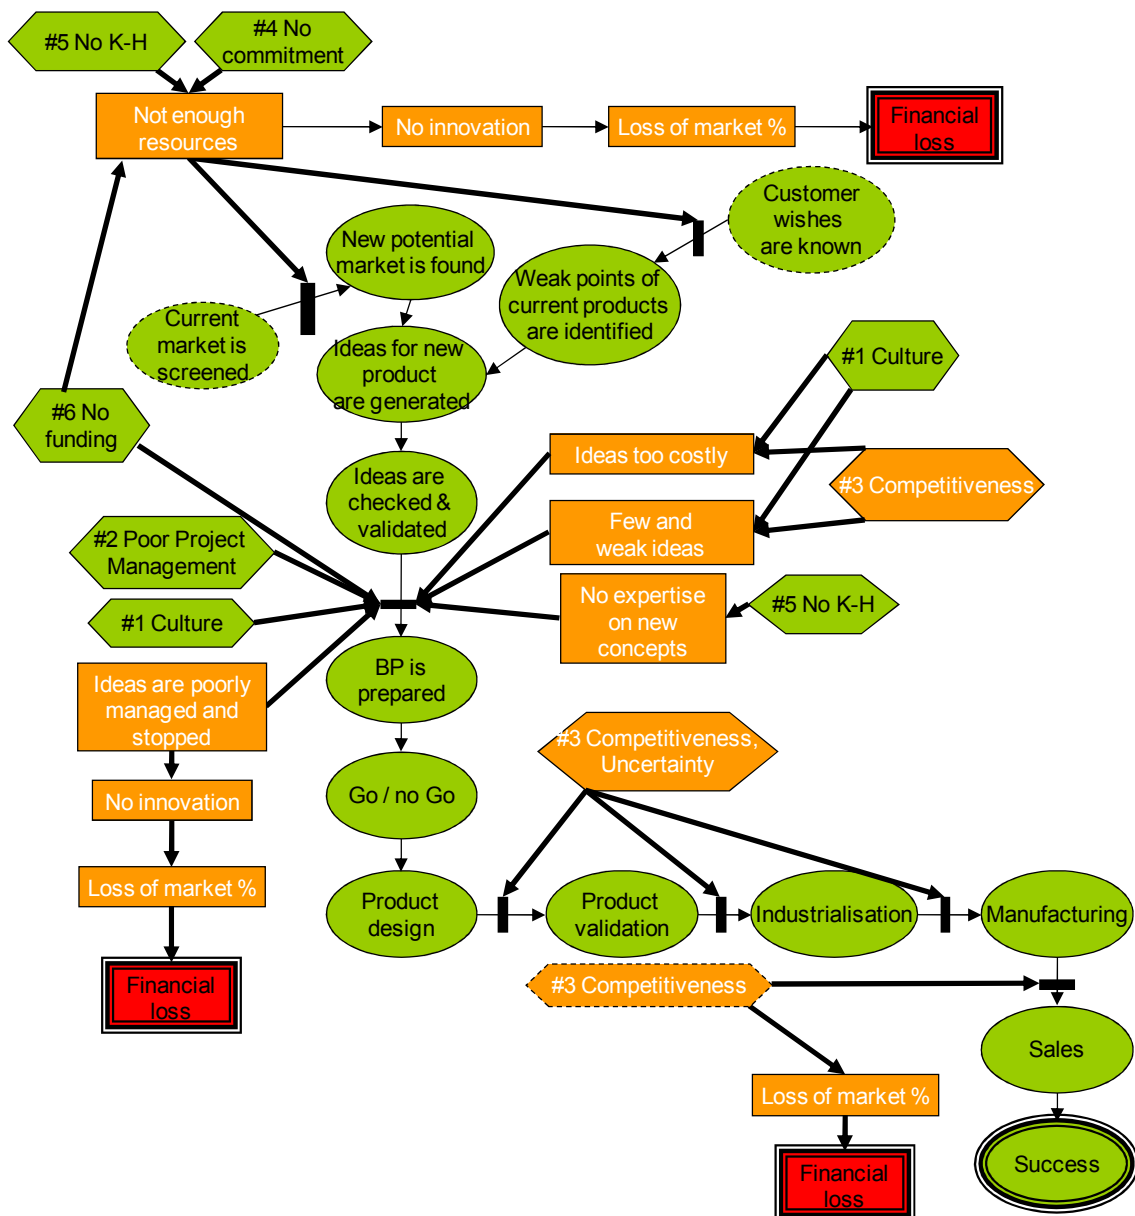 #5 No K-H
#4 No
commitment
Not enough
resources
No innovation
Loss of market %
Financial
loss
Customer
wishes
are known
New potential
market is found
Weak points of
current products
are identified
Current
market is
screened
Ideas for new
product
are generated
#1 Culture
#6 No
funding
Ideas too costly
#3 Competitiveness
Ideas are
checked &
validated
Few and
weak ideas
#2 Poor Project
Management
No expertise
on new
concepts
#5 No K-H
#1 Culture
BP is
prepared
Ideas are poorly
managed and
stopped
#3 Competitiveness,
Uncertainty
No innovation
Go / no Go
Loss of market %
Product
design
Product
validation
Industrialisation
Manufacturing
Financial
loss
#3 Competitiveness
Sales
Loss of market %
Financial
loss
Success